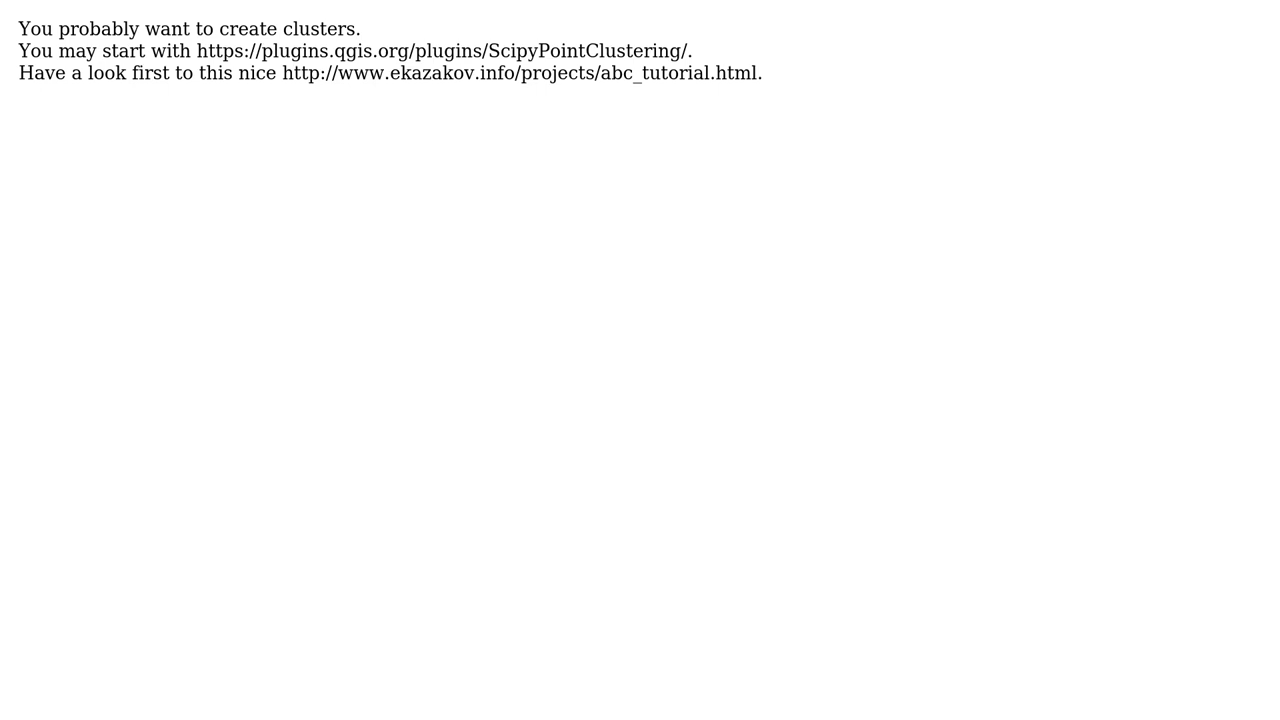 You probably want to create clusters.
You may start with https://plugins.qgis.org/plugins/ScipyPointClustering/.
Have a look first to this nice http://www.ekazakov.info/projects/abc_tutorial.html.